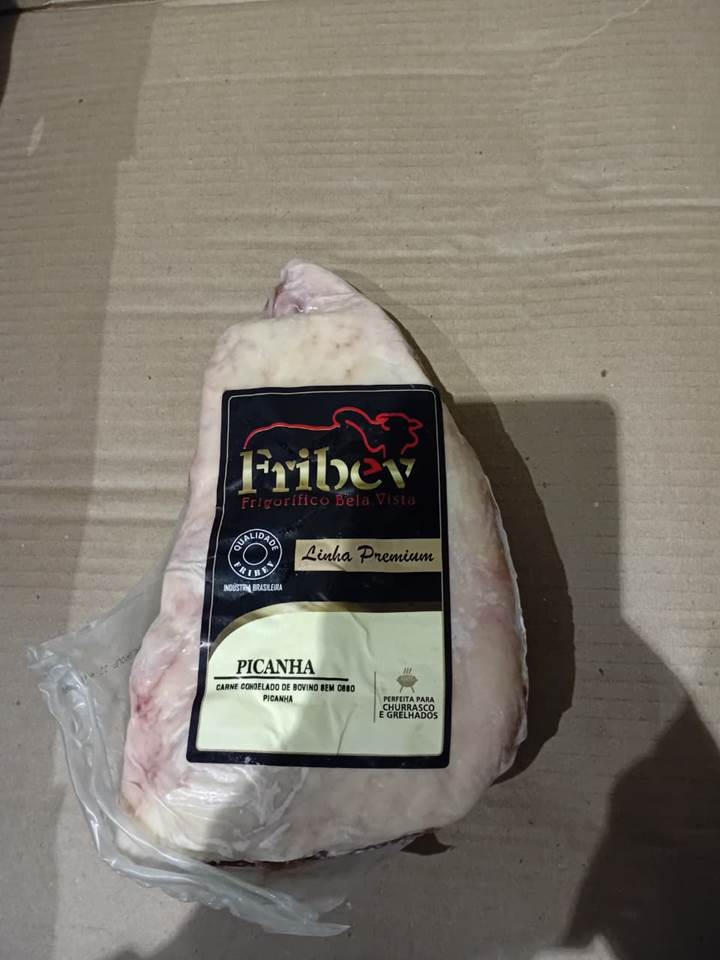 Fribev
Frigorífico Bela Vista
QUALIDADE
FRIBEV
INDÚSTRIA BRASILEIRA
Linha Premium
PICANHA
CARNE CONGELADO DE BOVINO SEM OSSO
PICANHA
PERFEITA PARA
CHURRASCO
E GRELHADOS